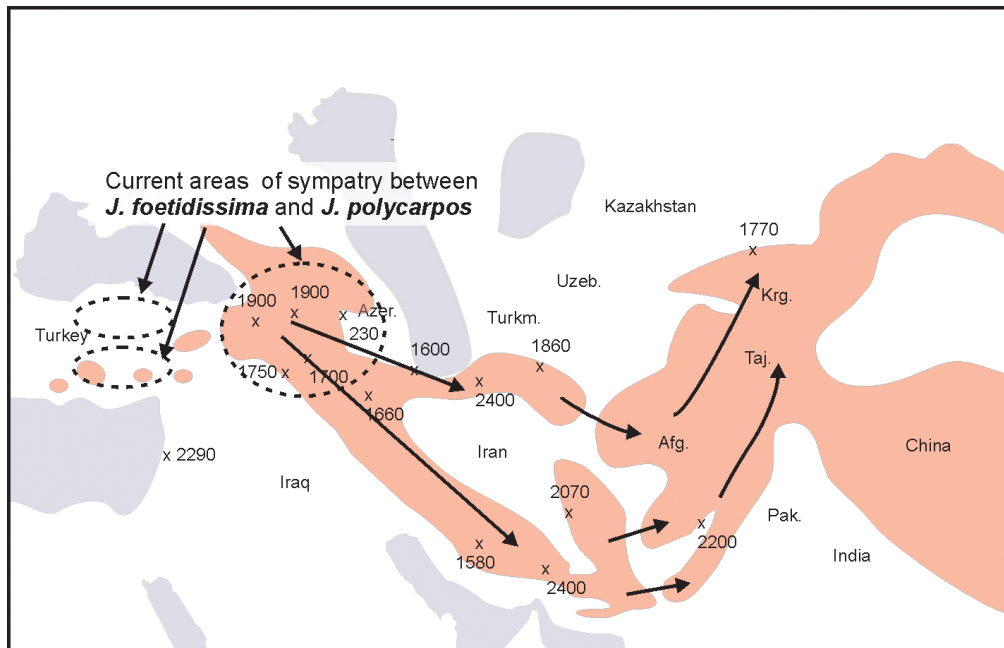 Current areas of sympatry between
J. foetidissima and J. polycarpos
Kazakhstan
1770
x
Uzeb.
Krg.
1900
x
1900
x
Azer.
x
230
Turkey
Turkm.
1600
x
1860
x
Taj.
1750 x
x
1700
x
1660
x
2400
Afg.
Iran
China
x 2290
Iraq
2070
x
Pak.
x
2200
India
x
1580
x
2400